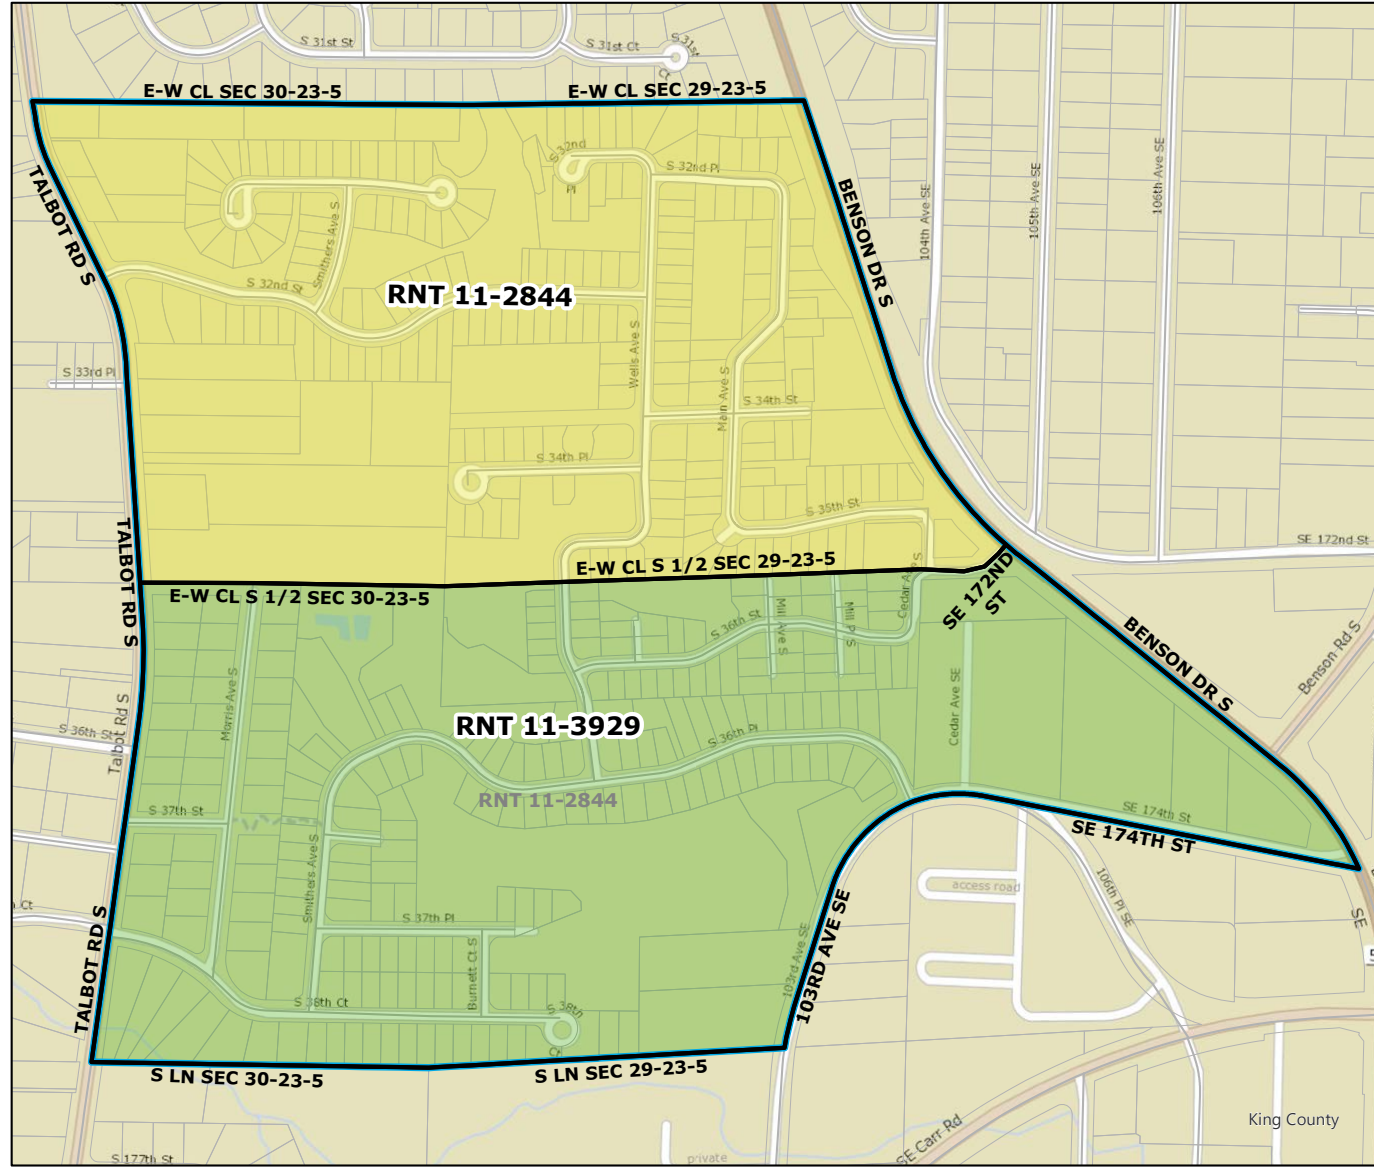 S 31st St
S 31st Ct
S 31st
Ct
E-W CL SEC 30-23-5
E-W CL SEC 29-23-5
S 32nd
Pl
S 32nd Pl
TALBOT RD S
Smithers Ave S
BENSON DR S
104th Ave SE
105th Ave SE
106th Ave SE
S 32nd St
RNT 11-2844
S 33rd Pl
Wells Ave S
Main Ave S
S 34th St
S 34th Pl
S 35th St
TALBOT RD S
SE 172nd St
E-W CL S 1/2 SEC 29-23-5
E-W CL S 1/2 SEC 30-23-5
Cedar Ave S
SE 172ND
ST
S 36th St
Mill Ave S
Mill Pl S
BENSON DR S
Benson Rd S
Talbot Rd S
S 36th St
Morris Ave S
Cedar Ave SE
RNT 11-3929
S 36th Pl
RNT 11-2844
S 37th St
SE 174th St
SE 174TH ST
Smithers Ave S
access road
106th Pl SE
Ct
TALBOT RD S
S 37th Pl
Burnett Ct S
103rd Ave SE
103RD AVE SE
SE
S 38th Ct
S 38th
Ct
S LN SEC 30-23-5
S LN SEC 29-23-5
King County
SE Carr Rd
S 177th St
private